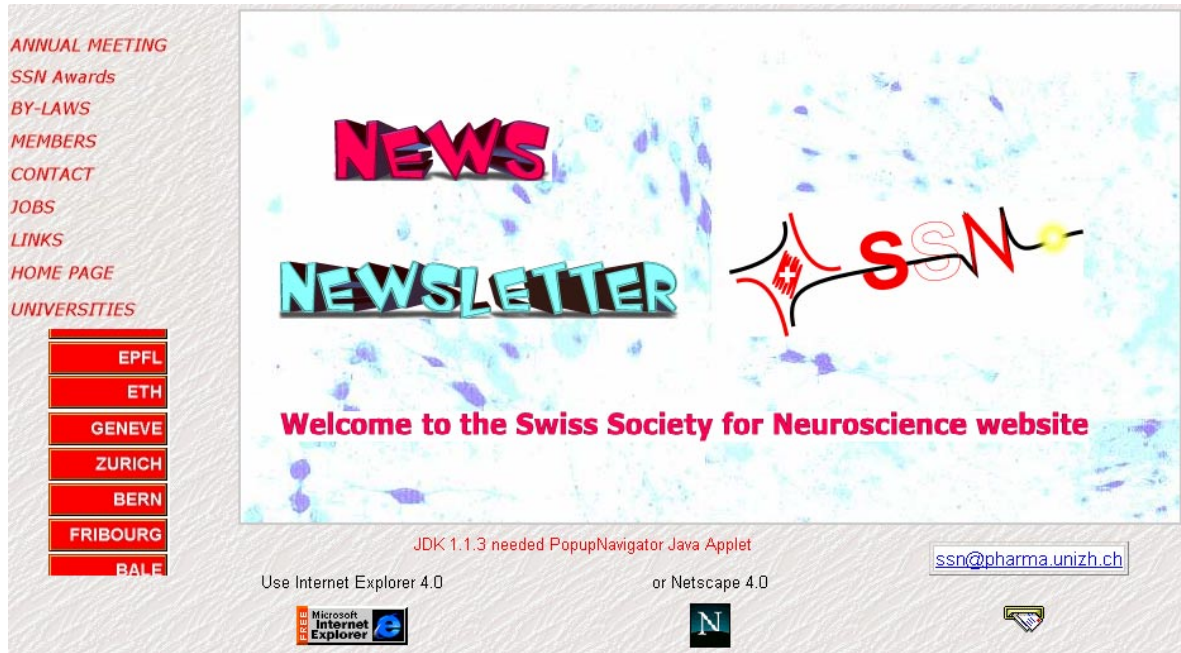 ANNUAL MEETING
SSN Awards
BY-LAWS
MEMBERS
CONTACT
JOBS
LINKS
HOME PAGE
UNIVERSITIES
EPFL
ETH
GENEVE
ZURICH
BERN
FRIBOURG
BALE
NEWS
NEWSLETTER
SSN
Welcome to the Swiss Society for Neuroscience website
JDK 1.1.3 needed PopupNavigator Java Applet
ssn@pharma.unizh.ch
Use Internet Explorer 4.0
or Netscape 4.0
FREE
Microsoft
Internet
Explorer
N